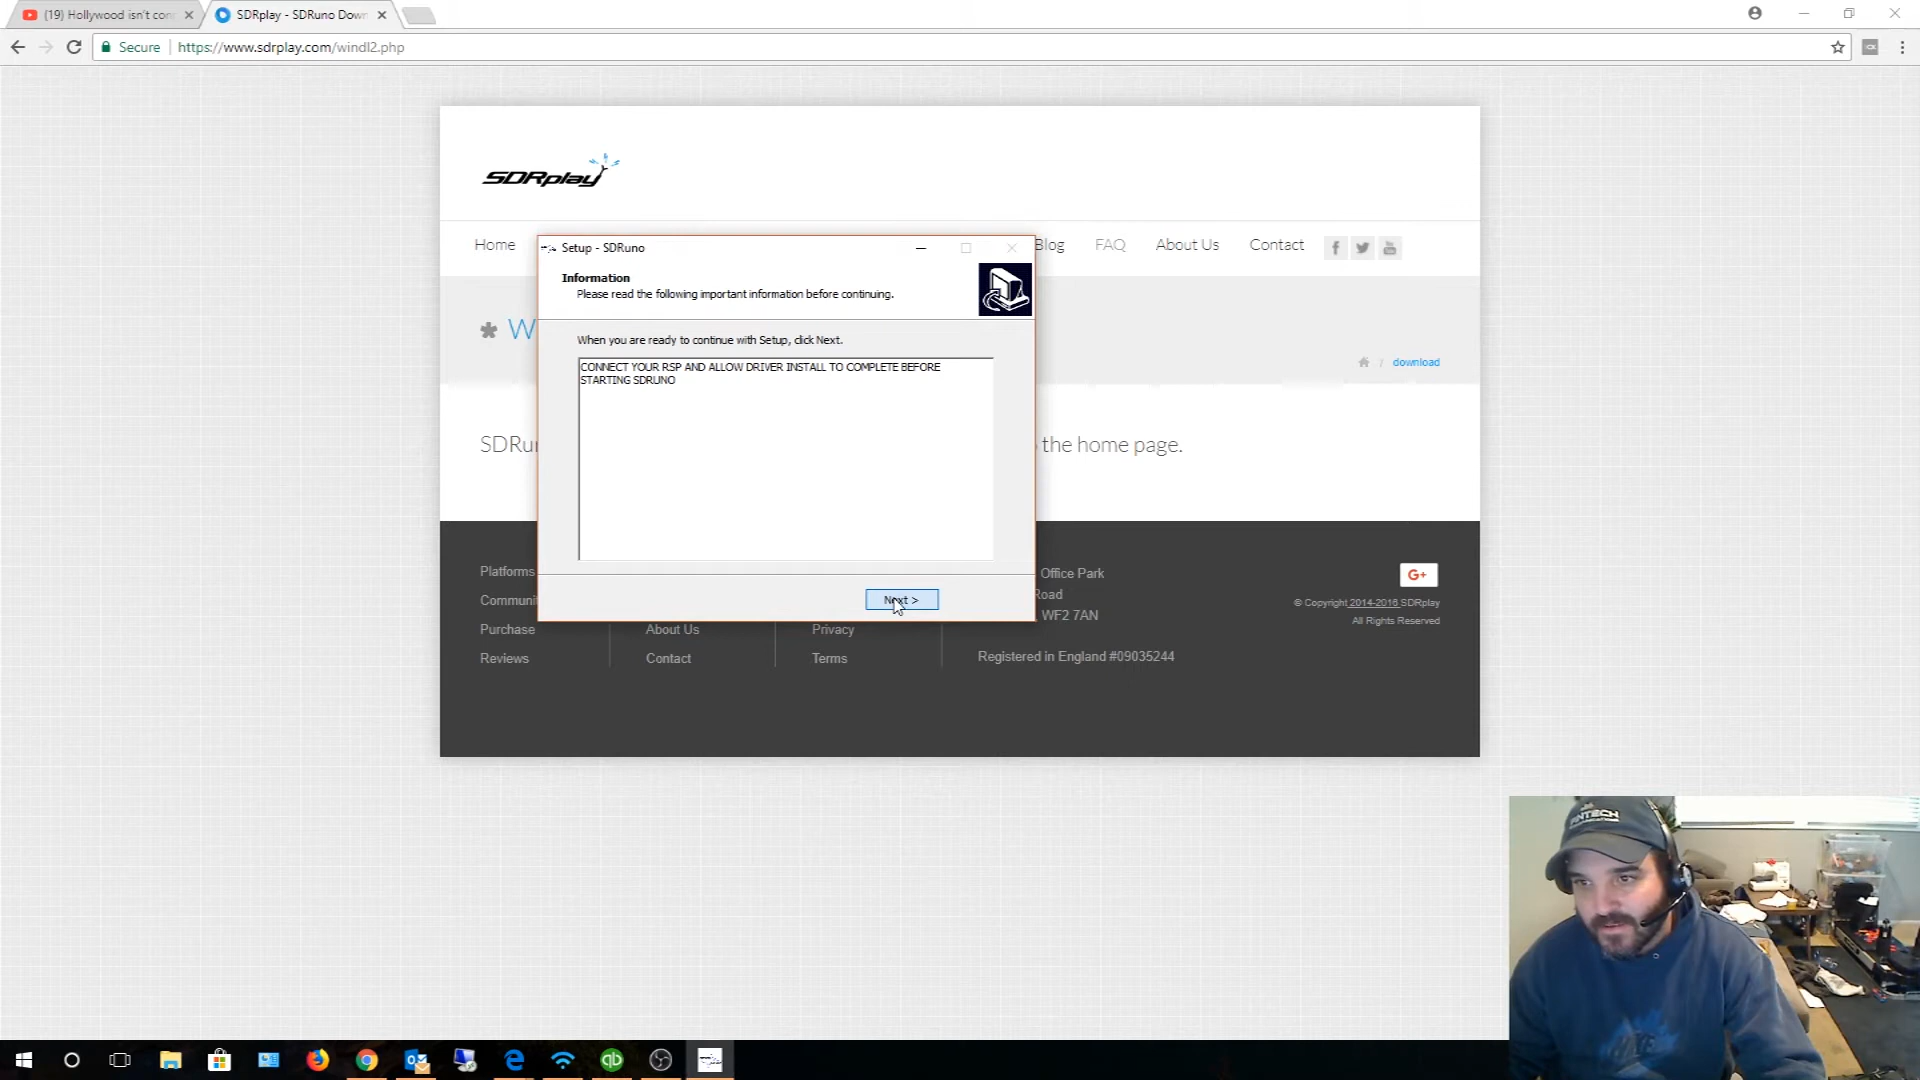 (19) Hollywood isn't con
SDRplay - SDRuno Down
Secure
https://www.sdrplay.com/windl2.php
SDRplay
Home
Blog
FAQ
About Us
Contact
Setup - SDRuno
Information
Please read the following important information before continuing.
W
download
When you are ready to continue with Setup, click Next.
CONNECT YOUR RSP AND ALLOW DRIVER INSTALL TO COMPLETE BEFORE
STARTING SDRUNO
SDRun
the home page.
Next >
Platforms
Communi
Purchase
Reviews
About Us
Contact
Privacy
Terms
Office Park
Road
WF2 7AN
Registered in England #09035244
G+
© Copyright 2014-2016 SDRplay
All Rights Reserved